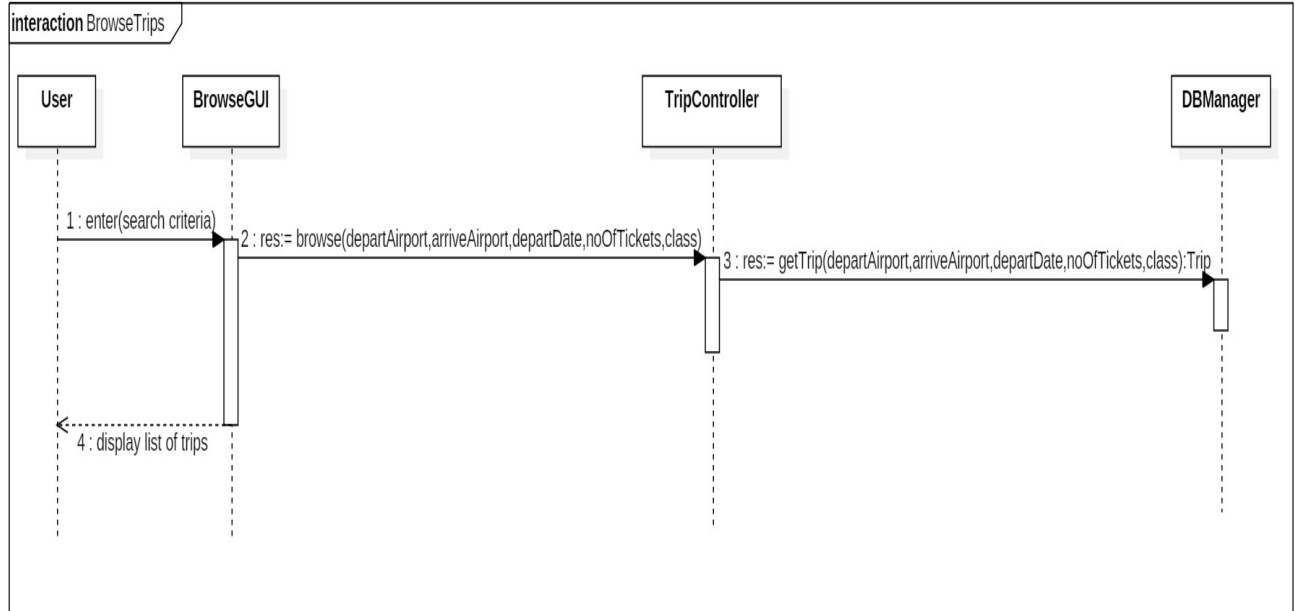 interaction BrowseTrips
User
BrowseGUI
TripController
DBManager
1 : enter(search criteria)
2 : res:= browse(departAirport,arriveAirport,departDate,noOfTickets,class)
3 : res:= getTrip(departAirport,arriveAirport,departDate,noOfTickets,class):Trip
4 : display list of trips